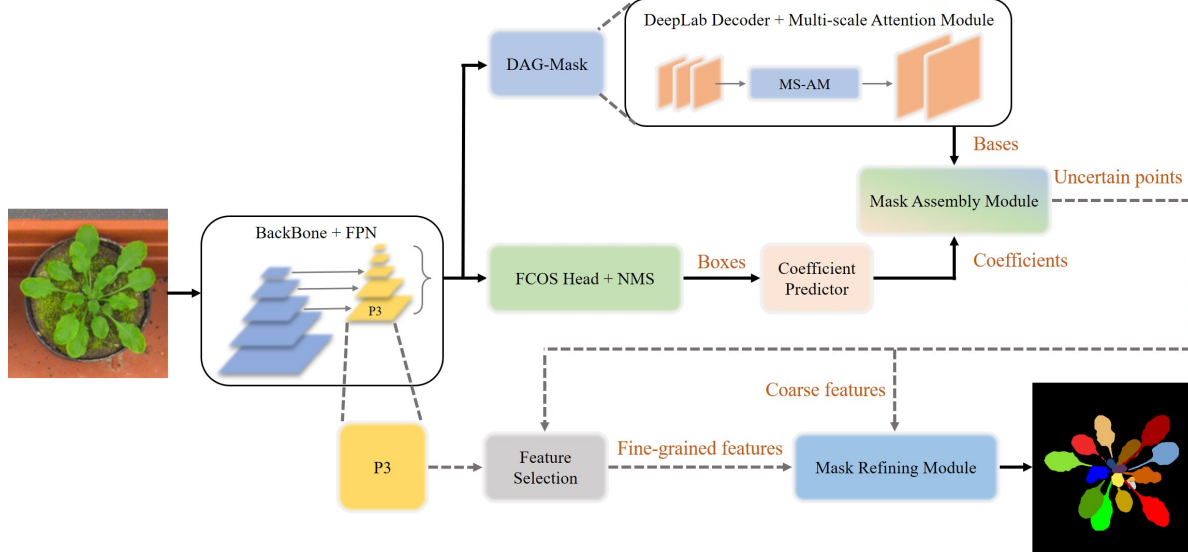 DeepLab Decoder + Multi-scale Attention Module
DAG-Mask
MS-AM
Bases
Uncertain points
Mask Assembly Module
BackBone + FPN
P3
FCOS Head + NMS
Boxes
Coefficient
Predictor
Coefficients
Coarse features
P3
Feature
Selection
Fine-grained features
Mask Refining Module